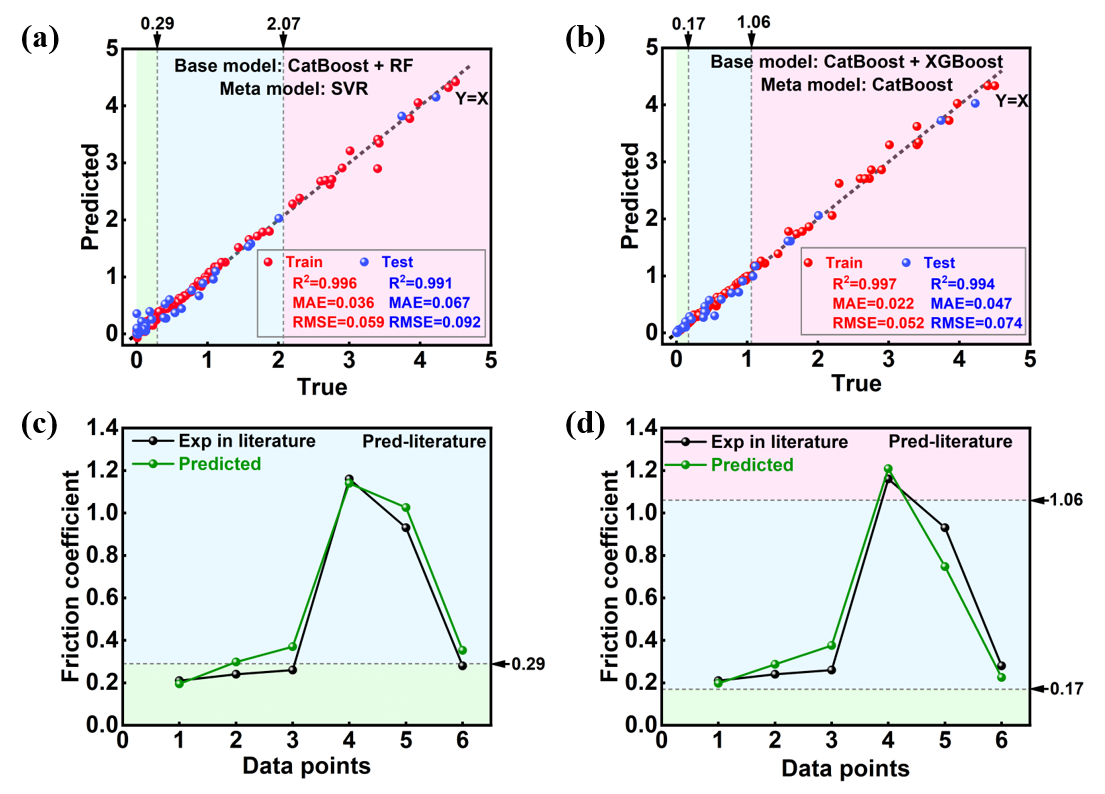 (a)
0.29
2.07
Base model: CatBoost + RF
Meta model: SVR
Y=X
Predicted
5
4
3
2
1
0
Train
Test
R²=0.996
R²=0.991
MAE=0.036
MAE=0.067
RMSE=0.059
RMSE=0.092
0 1 2 3 4 5
True
(b)
0.17
1.06
Base model: CatBoost + XGBoost
Meta model: CatBoost
Y=X
Predicted
5
4
3
2
1
0
Train
Test
R²=0.997
R²=0.994
MAE=0.022
MAE=0.047
RMSE=0.052
RMSE=0.074
0 1 2 3 4 5
True
(c)
Exp in literature
Predicted
Pred-literature
Friction coefficient
1.4
1.2
1.0
0.8
0.6
0.4
0.2
0.0
0.29
0 1 2 3 4 5 6
Data points
(d)
Exp in literature
Predicted
Pred-literature
Friction coefficient
1.4
1.2
1.0
0.8
0.6
0.4
0.2
0.0
1.06
0.17
0 1 2 3 4 5 6
Data points